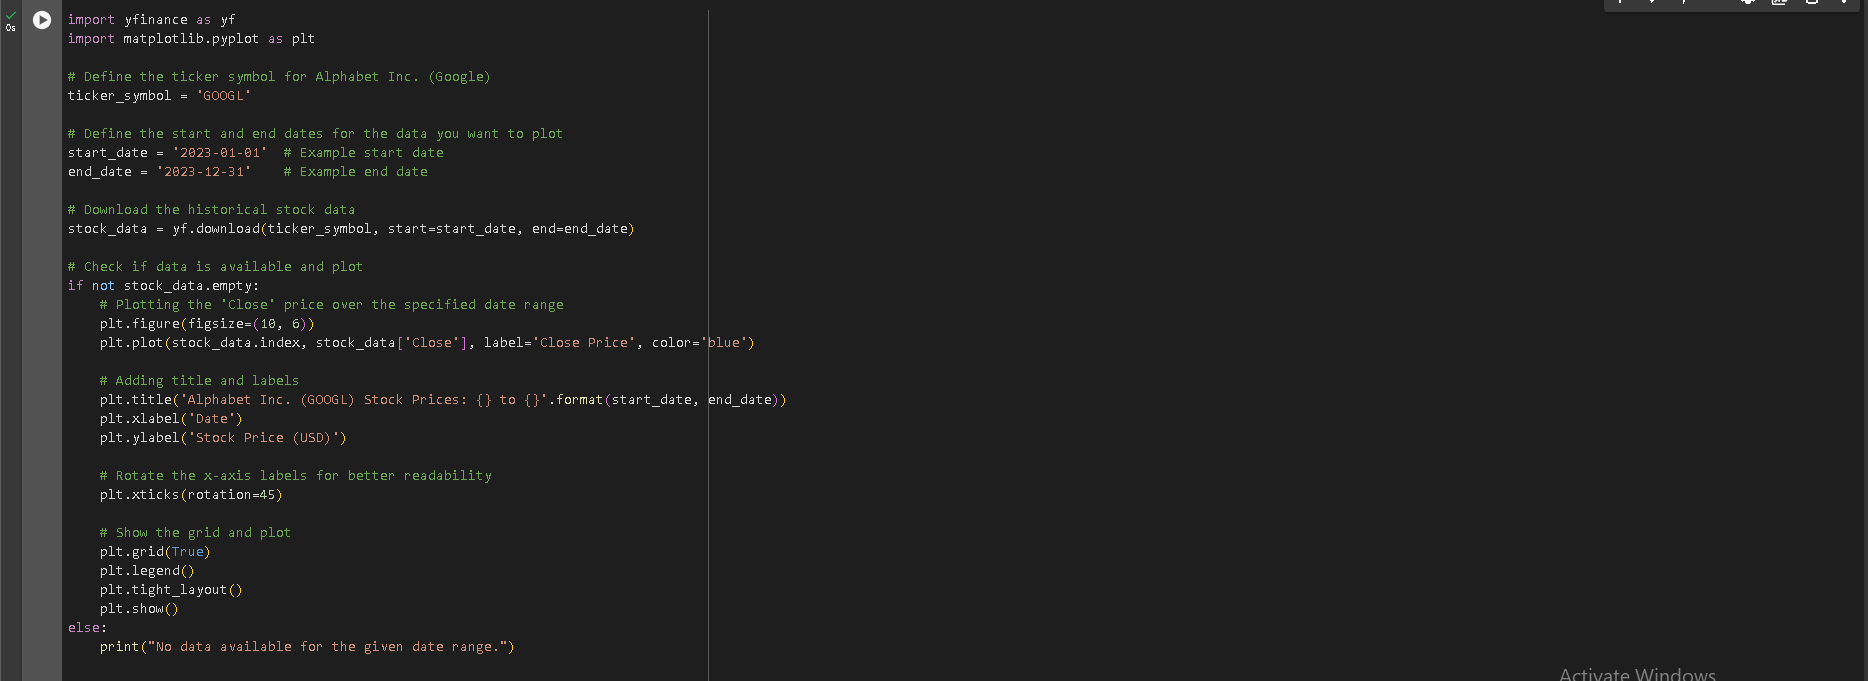 0s
import yfinance as yf
import matplotlib.pyplot as plt
# Define the ticker symbol for Alphabet Inc. (Google)
ticker_symbol = 'GOOGL'
# Define the start and end dates for the data you want to plot
start_date = '2023-01-01'  # Example start date
end_date = '2023-12-31'    # Example end date
# Download the historical stock data
stock_data = yf.download(ticker_symbol, start=start_date, end=end_date)
# Check if data is available and plot
if not stock_data.empty:
    # Plotting the 'Close' price over the specified date range
    plt.figure(figsize=(10, 6))
    plt.plot(stock_data.index, stock_data['Close'], label='Close Price', color='blue')
    # Adding title and labels
    plt.title('Alphabet Inc. (GOOGL) Stock Prices: {} to {}'.format(start_date, end_date))
    plt.xlabel('Date')
    plt.ylabel('Stock Price (USD)')
    # Rotate the x-axis labels for better readability
    plt.xticks(rotation=45)
    # Show the grid and plot
    plt.grid(True)
    plt.legend()
    plt.tight_layout()
    plt.show()
else:
    print("No data available for the given date range.")
Activate Windows